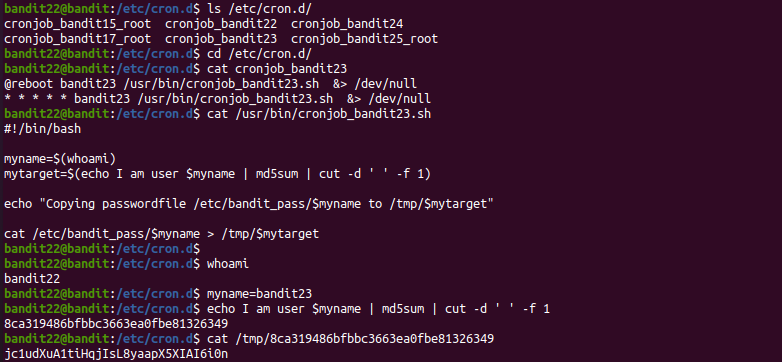 bandit22@bandit:/etc/cron.d$ ls /etc/cron.d/
cronjob_bandit15_root  cronjob_bandit22  cronjob_bandit24
cronjob_bandit17_root  cronjob_bandit23  cronjob_bandit25_root
bandit22@bandit:/etc/cron.d$ cd /etc/cron.d/
bandit22@bandit:/etc/cron.d$ cat cronjob_bandit23
@reboot bandit23 /usr/bin/cronjob_bandit23.sh  &> /dev/null
* * * * * bandit23 /usr/bin/cronjob_bandit23.sh  &> /dev/null
bandit22@bandit:/etc/cron.d$ cat /usr/bin/cronjob_bandit23.sh
#!/bin/bash

myname=$(whoami)
mytarget=$(echo I am user $myname | md5sum | cut -d ' ' -f 1)

echo "Copying passwordfile /etc/bandit_pass/$myname to /tmp/$mytarget"

cat /etc/bandit_pass/$myname > /tmp/$mytarget
bandit22@bandit:/etc/cron.d$
bandit22@bandit:/etc/cron.d$ whoami
bandit22
bandit22@bandit:/etc/cron.d$ myname=bandit23
bandit22@bandit:/etc/cron.d$ echo I am user $myname | md5sum | cut -d ' ' -f 1
8ca319486bfbbc3663ea0fbe81326349
bandit22@bandit:/etc/cron.d$ cat /tmp/8ca319486bfbbc3663ea0fbe81326349
jc1udXuA1tiHqjIsL8yaapX5XIAI6i0n